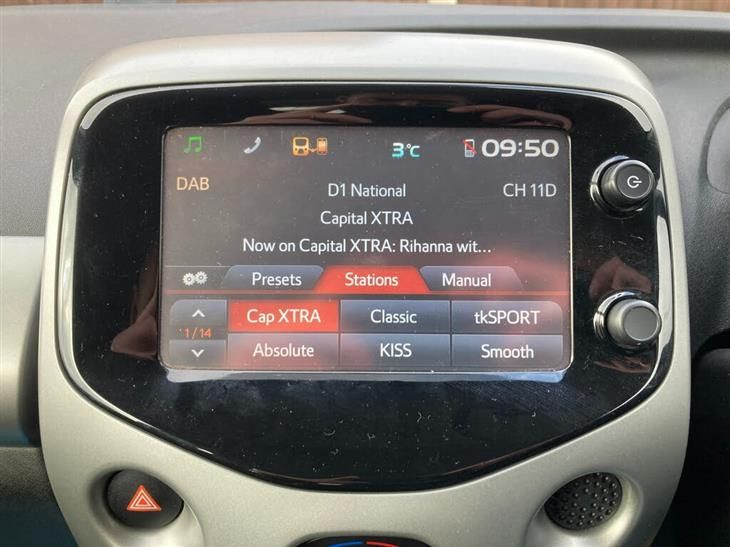 3°C 09:50
DAB D1 National CH 11D
Capital XTRA
Now on Capital XTRA: Rihanna wit...
Presets Stations Manual
Cap XTRA Classic tkSPORT
1/14
Absolute KISS Smooth